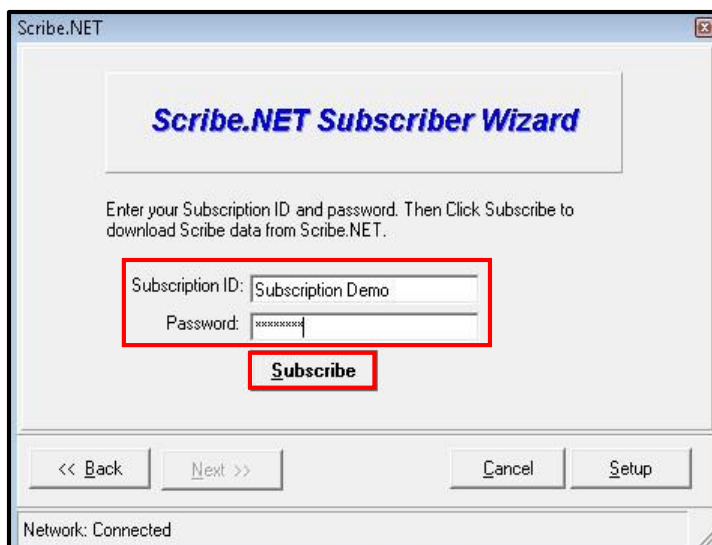 Scribe.NET
Scribe.NET Subscriber Wizard
Enter your Subscription ID and password. Then Click Subscribe to
download Scribe data from Scribe.NET.
Subscription ID: Subscription Demo
Password: ********
Subscribe
<< Back Next >> Cancel Setup
Network: Connected